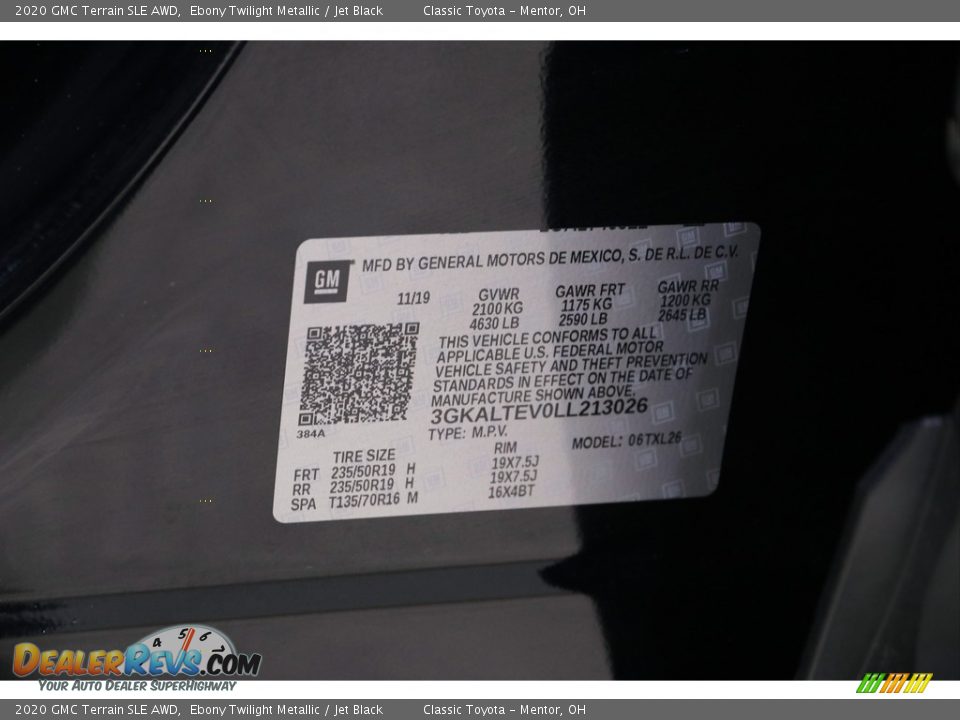 2020 GMC Terrain SLE AWD, Ebony Twilight Metallic / Jet Black Classic Toyota - Mentor, OH
GM MFD BY GENERAL MOTORS DE MEXICO, S. DE R.L. DE C.V.
11/19 GVWR GAWR FRT GAWR RR
2100 KG 1175 KG 1200 KG
4630 LB 2590 LB 2645 LB
THIS VEHICLE CONFORMS TO ALL
APPLICABLE U.S. FEDERAL MOTOR
VEHICLE SAFETY AND THEFT PREVENTION
STANDARDS IN EFFECT ON THE DATE OF
MANUFACTURE SHOWN ABOVE.
3GKALTEV0LL213026
384A TYPE: M.P.V. MODEL: 06TXL26
TIRE SIZE RIM
FRT 235/50R19 H 19X7.5J
RR 235/50R19 H 19X7.5J
SPA T135/70R16 M 16X4BT
4 5 6
DEALERREVS.COM
YOUR AUTO DEALER SUPERHIGHWAY
2020 GMC Terrain SLE AWD, Ebony Twilight Metallic / Jet Black Classic Toyota - Mentor, OH